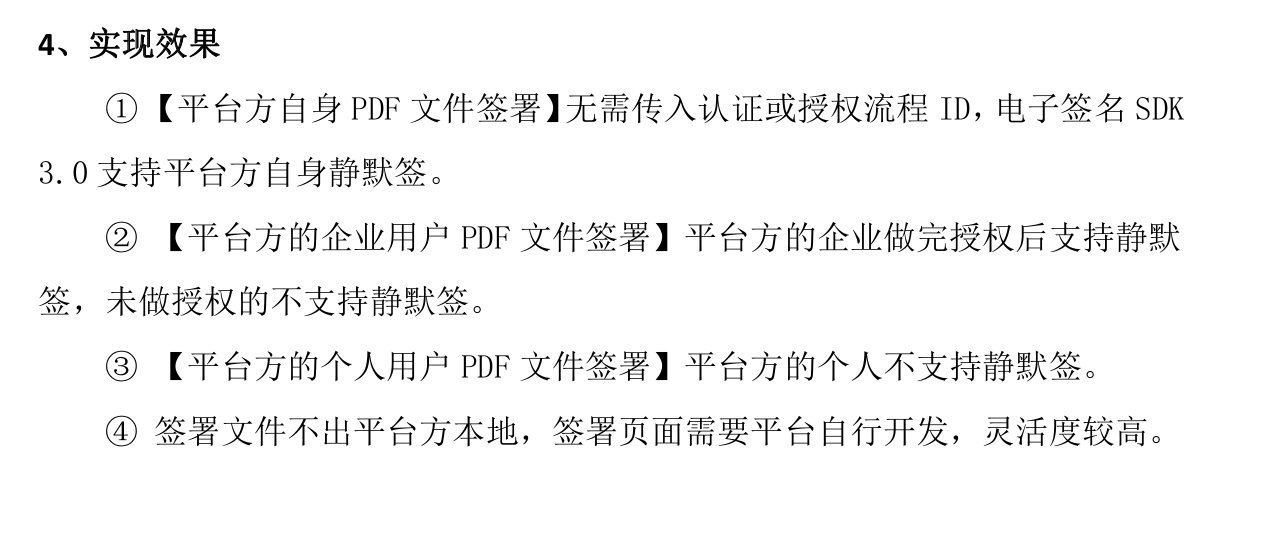 4、实现效果
①【平台方自身 PDF 文件签署】无需传入认证或授权流程 ID，电子签名 SDK
3.0 支持平台方自身静默签。
② 【平台方的企业用户 PDF 文件签署】平台方的企业做完授权后支持静默
签，未做授权的不支持静默签。
③ 【平台方的个人用户 PDF 文件签署】平台方的个人不支持静默签。
④ 签署文件不出平台方本地，签署页面需要平台自行开发，灵活度较高。